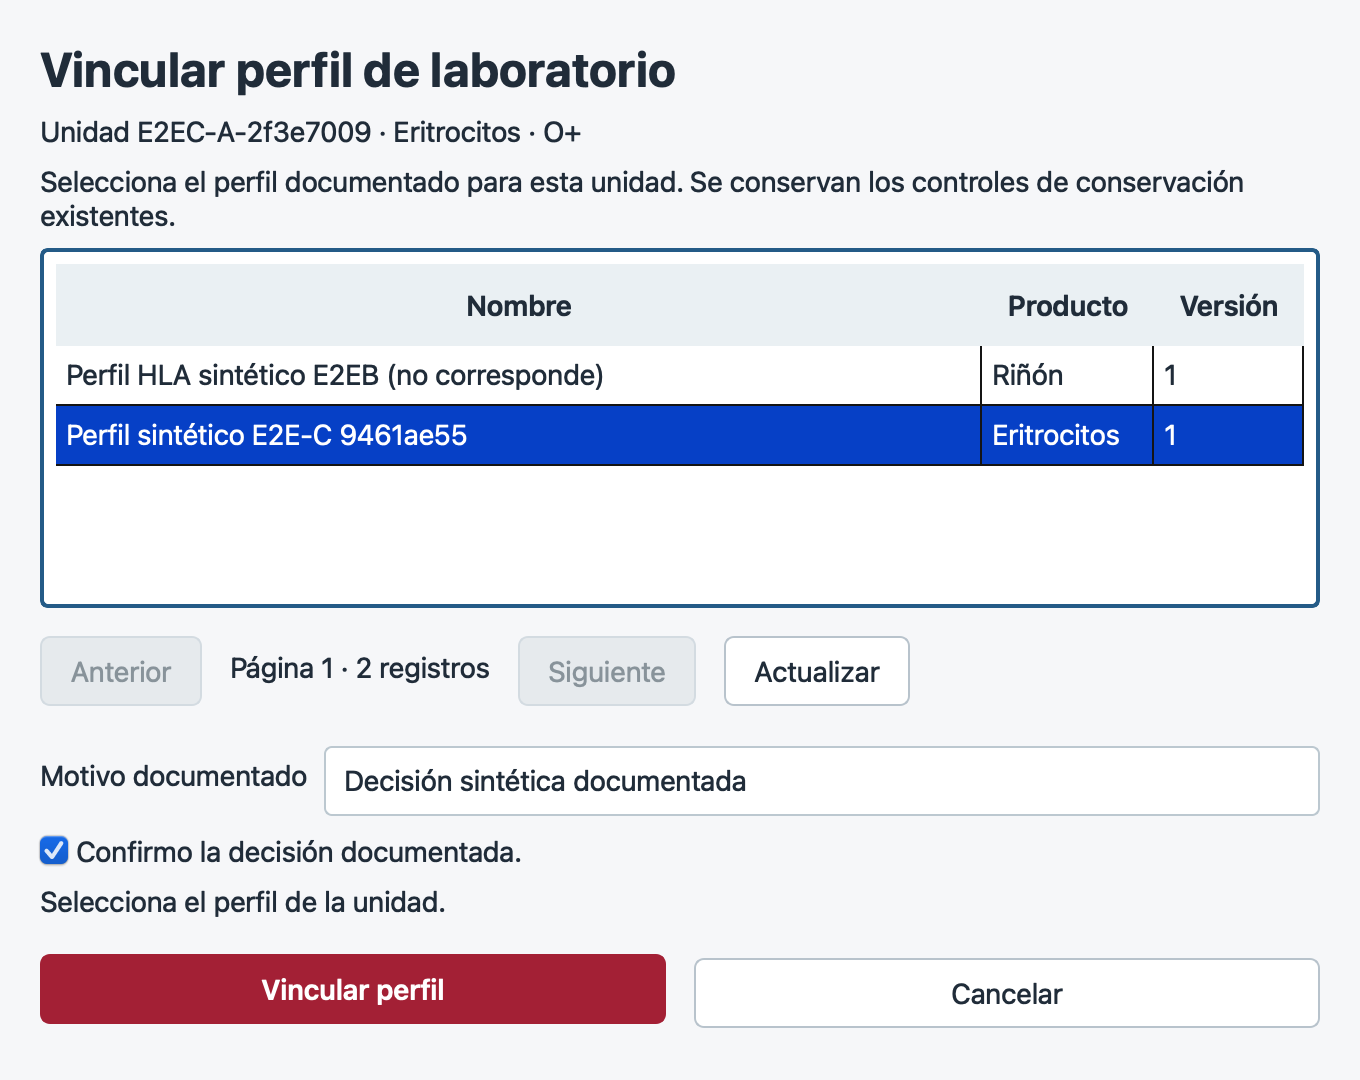 Vincular perfil de laboratorio
Unidad E2EC-A-2f3e7009 · Eritrocitos · O+
Selecciona el perfil documentado para esta unidad. Se conservan los controles de conservación
existentes.
Nombre Producto Versión
Perfil HLA sintético E2EB (no corresponde) Riñón 1
Perfil sintético E2E-C 9461ae55 Eritrocitos 1
Anterior Página 1 · 2 registros Siguiente Actualizar
Motivo documentado Decisión sintética documentada
Confirmo la decisión documentada.
Selecciona el perfil de la unidad.
Vincular perfil Cancelar